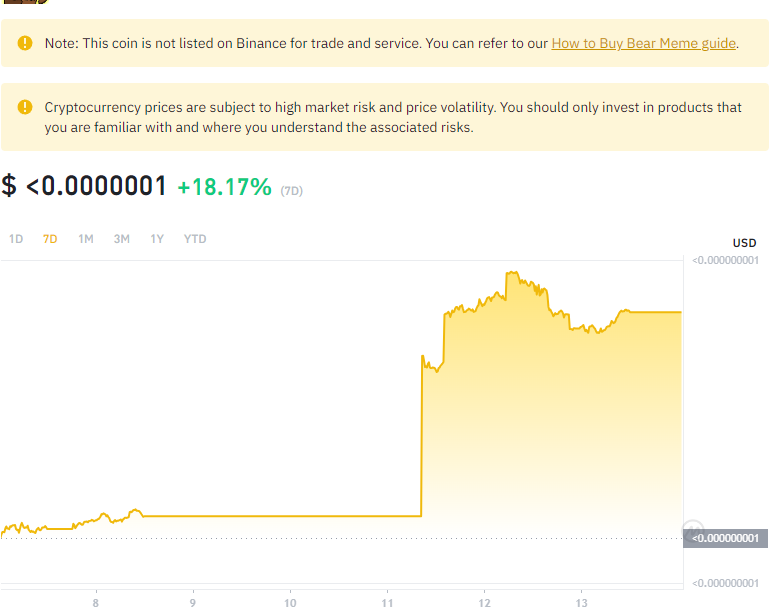 Note: This coin is not listed on Binance for trade and service. You can refer to our How to Buy Bear Meme guide.
Cryptocurrency prices are subject to high market risk and price volatility. You should only invest in products that
you are familiar with and where you understand the associated risks.
$ <0.0000001 +18.17% (7D)
1D 7D 1M 3M 1Y YTD
USD
<0.000000001
<0.000000001
<0.000000001
8 9 10 11 12 13